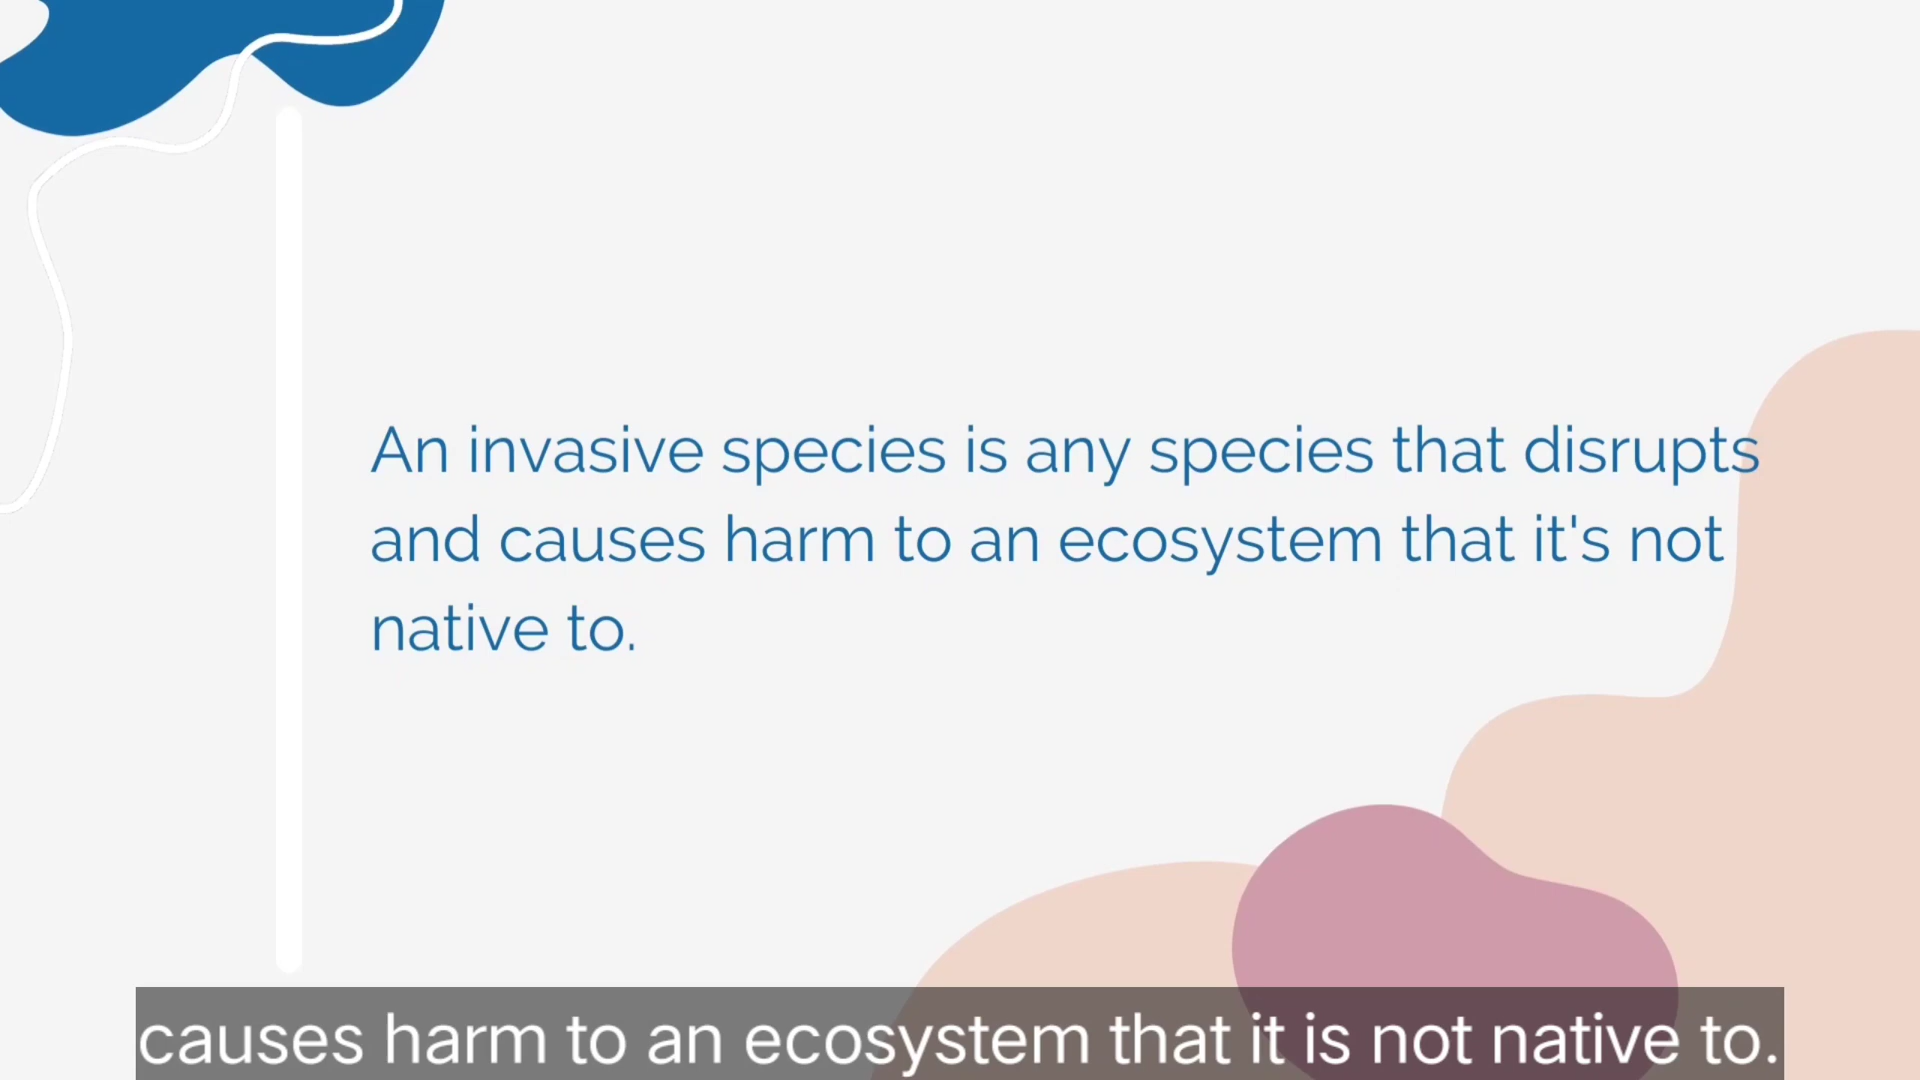 An invasive species is any species that disrupts
and causes harm to an ecosystem that it's not
native to.
causes harm to an ecosystem that it is not native to.